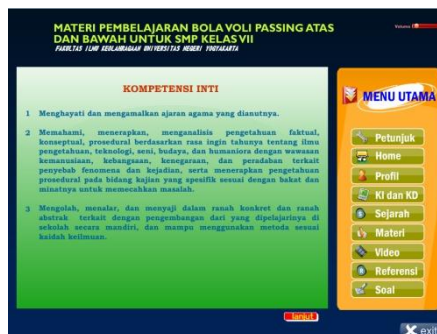 MATERI PEMBELAJARAN BOLA VOLI PASSING ATAS
DAN BAWAH UNTUK SMP KELAS VII
FAKULTAS ILMU KEOLAHRAGAAN UNIVERSITAS NEGERI YOGYAKARTA
Volume
KOMPETENSI INTI
1 Menghayati dan mengamalkan ajaran agama yang dianutnya.
2 Memahami, menerapkan, menganalisis pengetahuan faktual,
konseptual, prosedural berdasarkan rasa ingin tahunya tentang ilmu
pengetahuan, teknologi, seni, budaya, dan humaniora dengan wawasan
kemanusiaan, kebangsaan, kenegaraan, dan peradaban terkait
penyebab fenomena dan kejadian, serta menerapkan pengetahuan
prosedural pada bidang kajian yang spesifik sesuai dengan bakat dan
minatnya untuk memecahkan masalah.
3 Mengolah, menalar, dan menyaji dalam ranah konkret dan ranah
abstrak terkait dengan pengembangan dari yang dipelajarinya di
sekolah secara mandiri, dan mampu menggunakan metoda sesuai
kaidah keilmuan.
lanjut
MENU UTAMA
Petunjuk
Home
Profil
KI dan KD
Sejarah
Materi
Video
Referensi
Soal
X exit